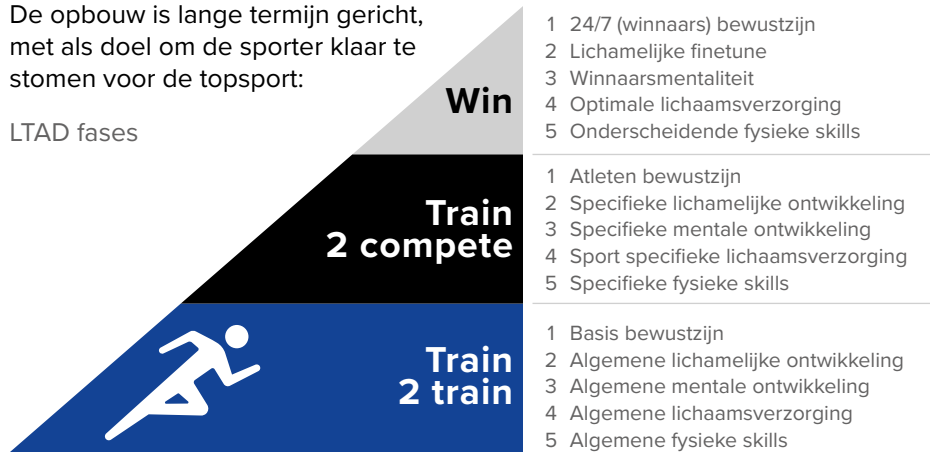 De opbouw is lange termijn gericht,
met als doel om de sporter klaar te
stomen voor de topsport:
LTAD fases
Win
1 24/7 (winnaars) bewustzijn
2 Lichamelijke finetune
3 Winnaarsmentaliteit
4 Optimale lichaamsverzorging
5 Onderscheidende fysieke skills
Train
2 compete
1 Atleten bewustzijn
2 Specifieke lichamelijke ontwikkeling
3 Specifieke mentale ontwikkeling
4 Sport specifieke lichaamsverzorging
5 Specifieke fysieke skills
Train
2 train
1 Basis bewustzijn
2 Algemene lichamelijke ontwikkeling
3 Algemene mentale ontwikkeling
4 Algemene lichaamsverzorging
5 Algemene fysieke skills